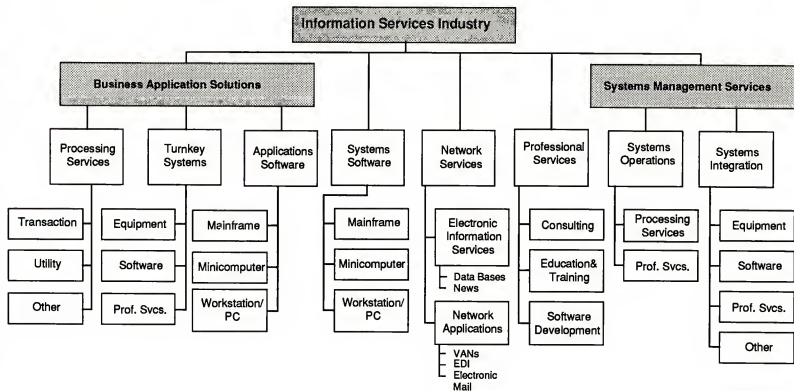 Information Services Industry
Business Application Solutions
Systems Management Services
Processing
Services
Turnkey
Systems
Applications
Software
Systems
Software
Network
Services
Professional
Services
Systems
Operations
Systems
Integration
Transaction
Utility
Other
Equipment
Software
Prof. Svcs.
Mainframe
Minicomputer
Workstation/
PC
Mainframe
Minicomputer
Workstation/
PC
Electronic
Information
Services
Data Bases
News
Network
Applications
VANs
EDI
Electronic
Mail
Consulting
Education&
Training
Software
Development
Processing
Services
Prof. Svcs.
Equipment
Software
Prof. Svcs.
Other